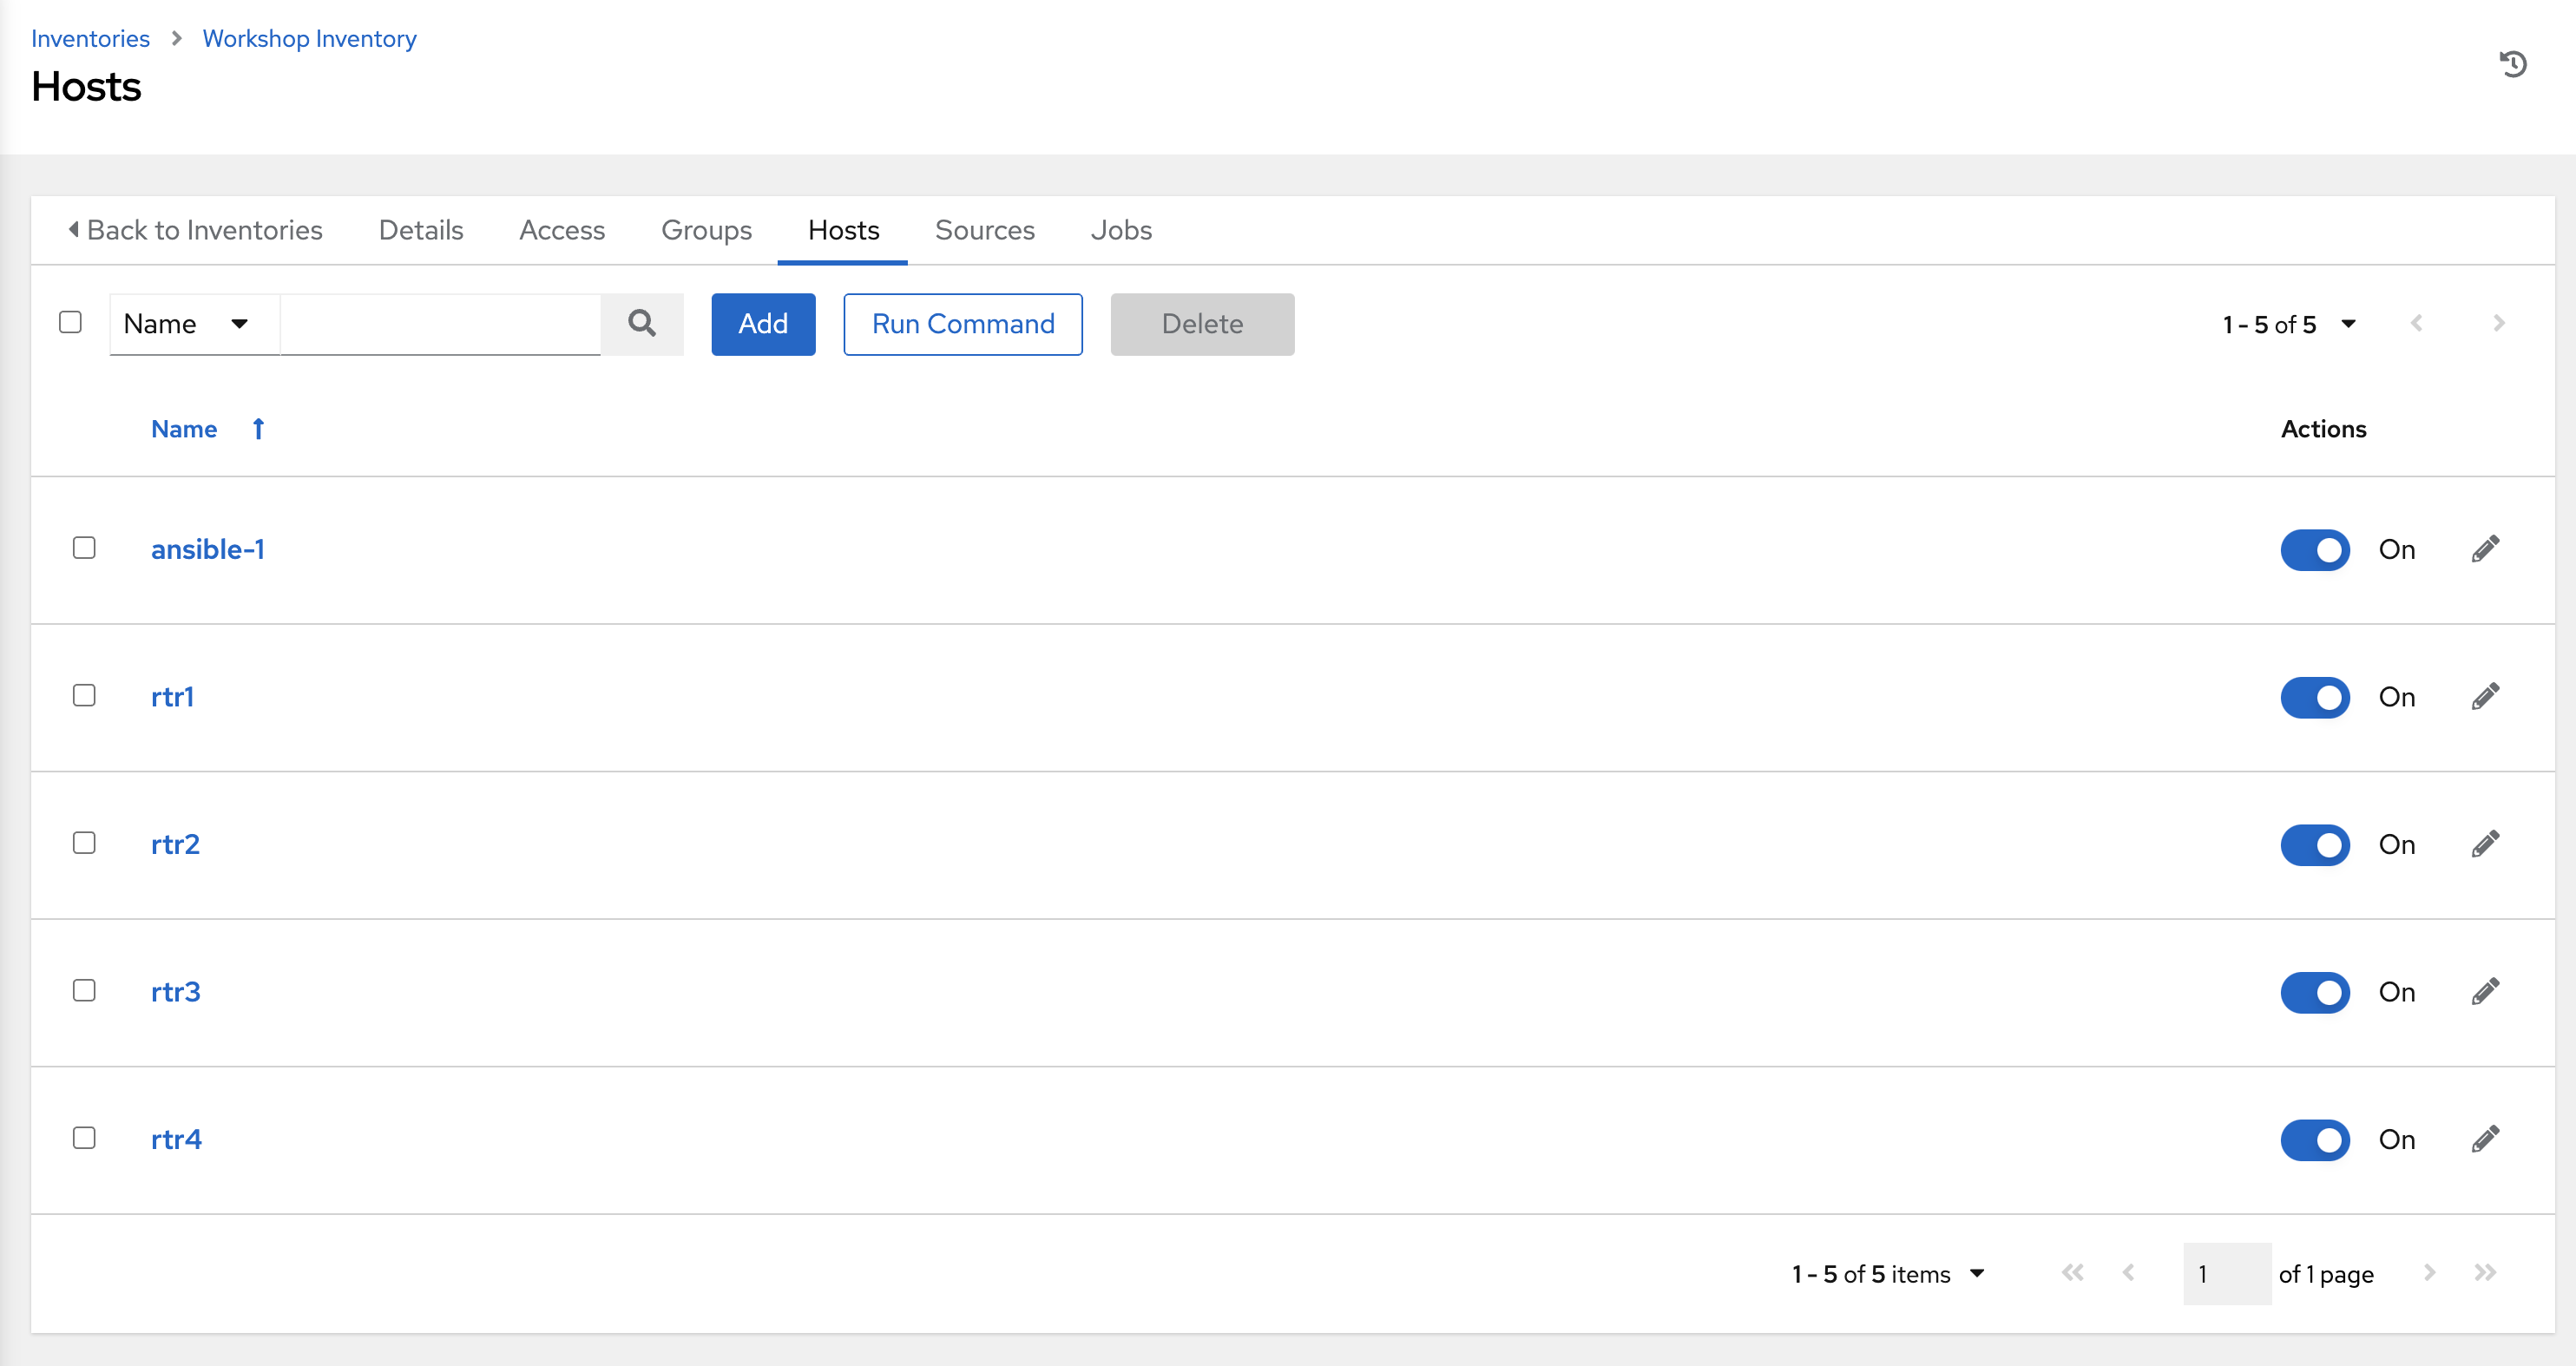 Inventories Workshop Inventory
Hosts
Back to Inventories Details Access Groups Hosts Sources Jobs
Name Add Run Command Delete 1 - 5 of 5
Name Actions
ansible-1 On
rtr1 On
rtr2 On
rtr3 On
rtr4 On
1 - 5 of 5 items 1 of 1 page